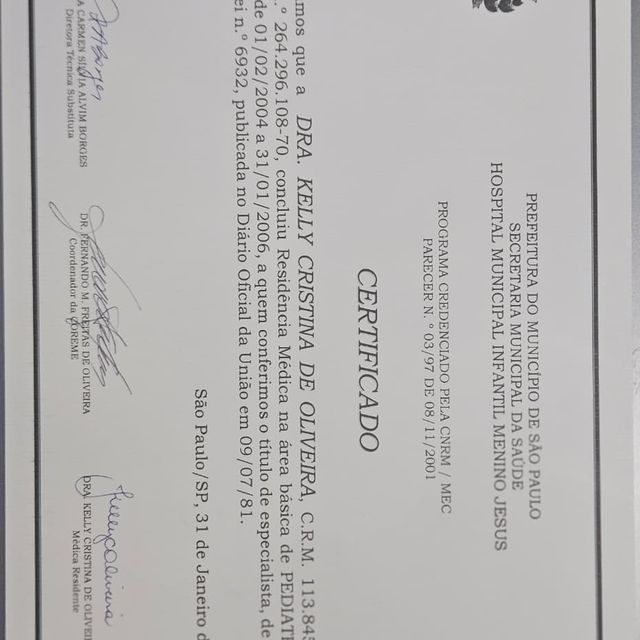 PREFEITURA DO MUNICÍPIO DE SÃO PAULO
SECRETARIA MUNICIPAL DA SAÚDE
HOSPITAL MUNICIPAL INFANTIL MENINO JESUS
PROGRAMA CREDENCIADO PELA CNRM / MEC
PARECER N. º 03/97 DE 08/11/2001
CERTIFICADO
mos que a DRA. KELLY CRISTINA DE OLIVEIRA, C.R.M. 113.84
.º 264.296.108-70, concluiu Residência Médica na área básica de PEDIAT
de 01/02/2004 a 31/01/2006, a quem conferimos o título de especialista, de
ei n.º 6932, publicada no Diário Oficial da União em 09/07/81.
São Paulo/SP, 31 de Janeiro d
A CARMEN SÍLVIA ALVIM BORGES
Diretora Técnica Substituta
DR. FERNANDO M. FREITAS DE OLIVEIRA
Coordenador da COREME
Kelly C Oliveira
DRA. KELLY CRISTINA DE OLIVEI
Médica Residente